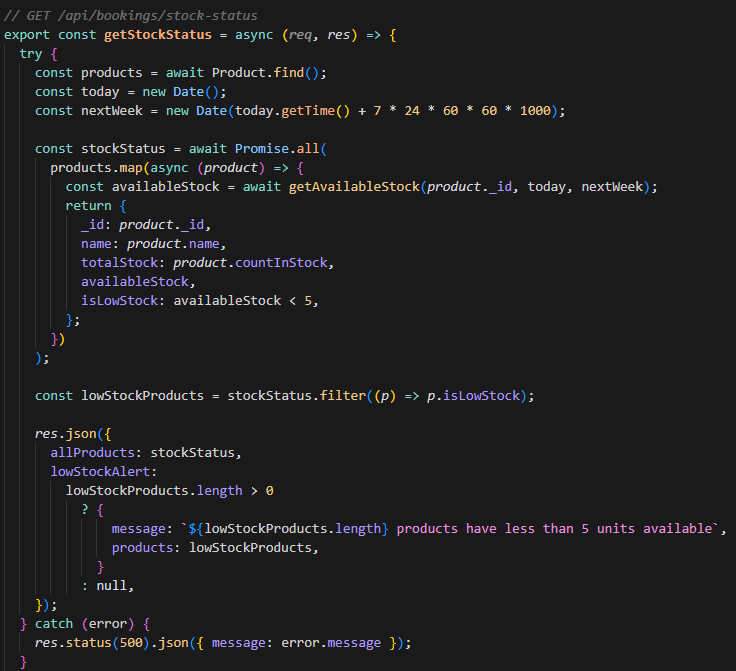 // GET /api/bookings/stock-status
export const getStockStatus = async (req, res) => {
  try {
    const products = await Product.find();
    const today = new Date();
    const nextWeek = new Date(today.getTime() + 7 * 24 * 60 * 60 * 1000);

    const stockStatus = await Promise.all(
      products.map(async (product) => {
        const availableStock = await getAvailableStock(product._id, today, nextWeek);
        return {
          _id: product._id,
          name: product.name,
          totalStock: product.countInStock,
          availableStock,
          isLowStock: availableStock < 5,
        };
      })
    );

    const lowStockProducts = stockStatus.filter((p) => p.isLowStock);

    res.json({
      allProducts: stockStatus,
      lowStockAlert:
        lowStockProducts.length > 0
          ? {
              message: `${lowStockProducts.length} products have less than 5 units available`,
              products: lowStockProducts,
            }
          : null,
    });
  } catch (error) {
    res.status(500).json({ message: error.message });
  }